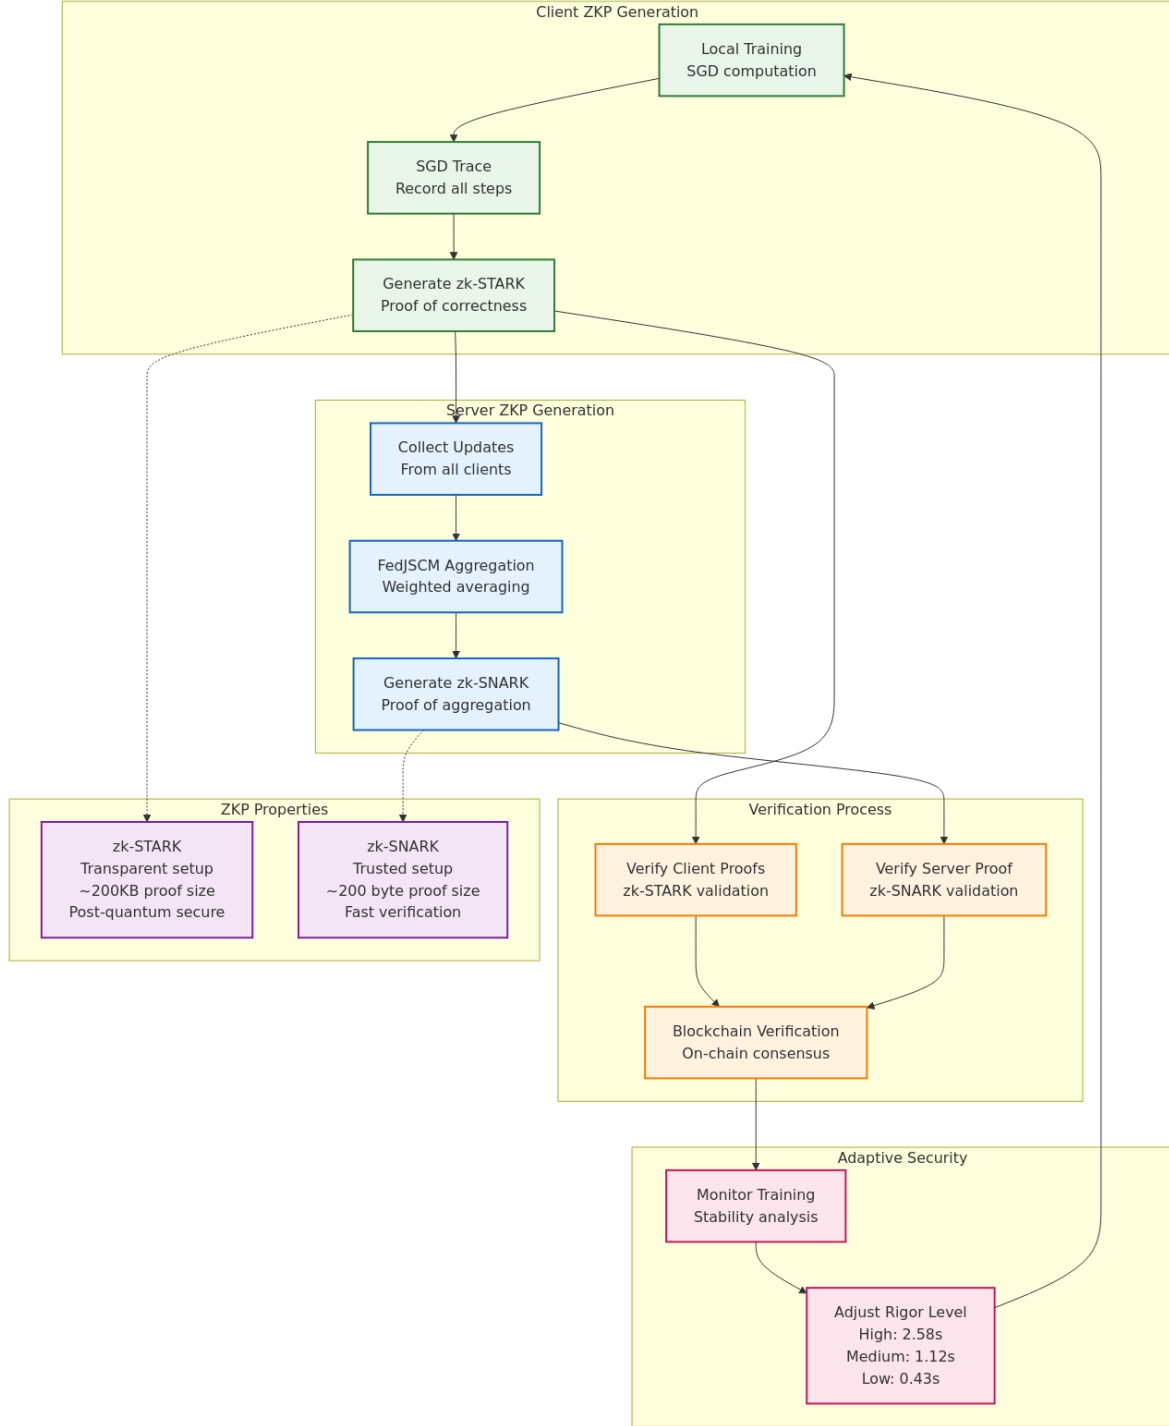 Client ZKP Generation
Local Training
SGD computation
SGD Trace
Record all steps
Generate zk-STARK
Proof of correctness
Server ZKP Generation
Collect Updates
From all clients
FedJSCM Aggregation
Weighted averaging
Generate zk-SNARK
Proof of aggregation
ZKP Properties
zk-STARK
Transparent setup
~200KB proof size
Post-quantum secure
zk-SNARK
Trusted setup
~200 byte proof size
Fast verification
Verification Process
Verify Client Proofs
zk-STARK validation
Verify Server Proof
zk-SNARK validation
Blockchain Verification
On-chain consensus
Adaptive Security
Monitor Training
Stability analysis
Adjust Rigor Level
High: 2.58s
Medium: 1.12s
Low: 0.43s